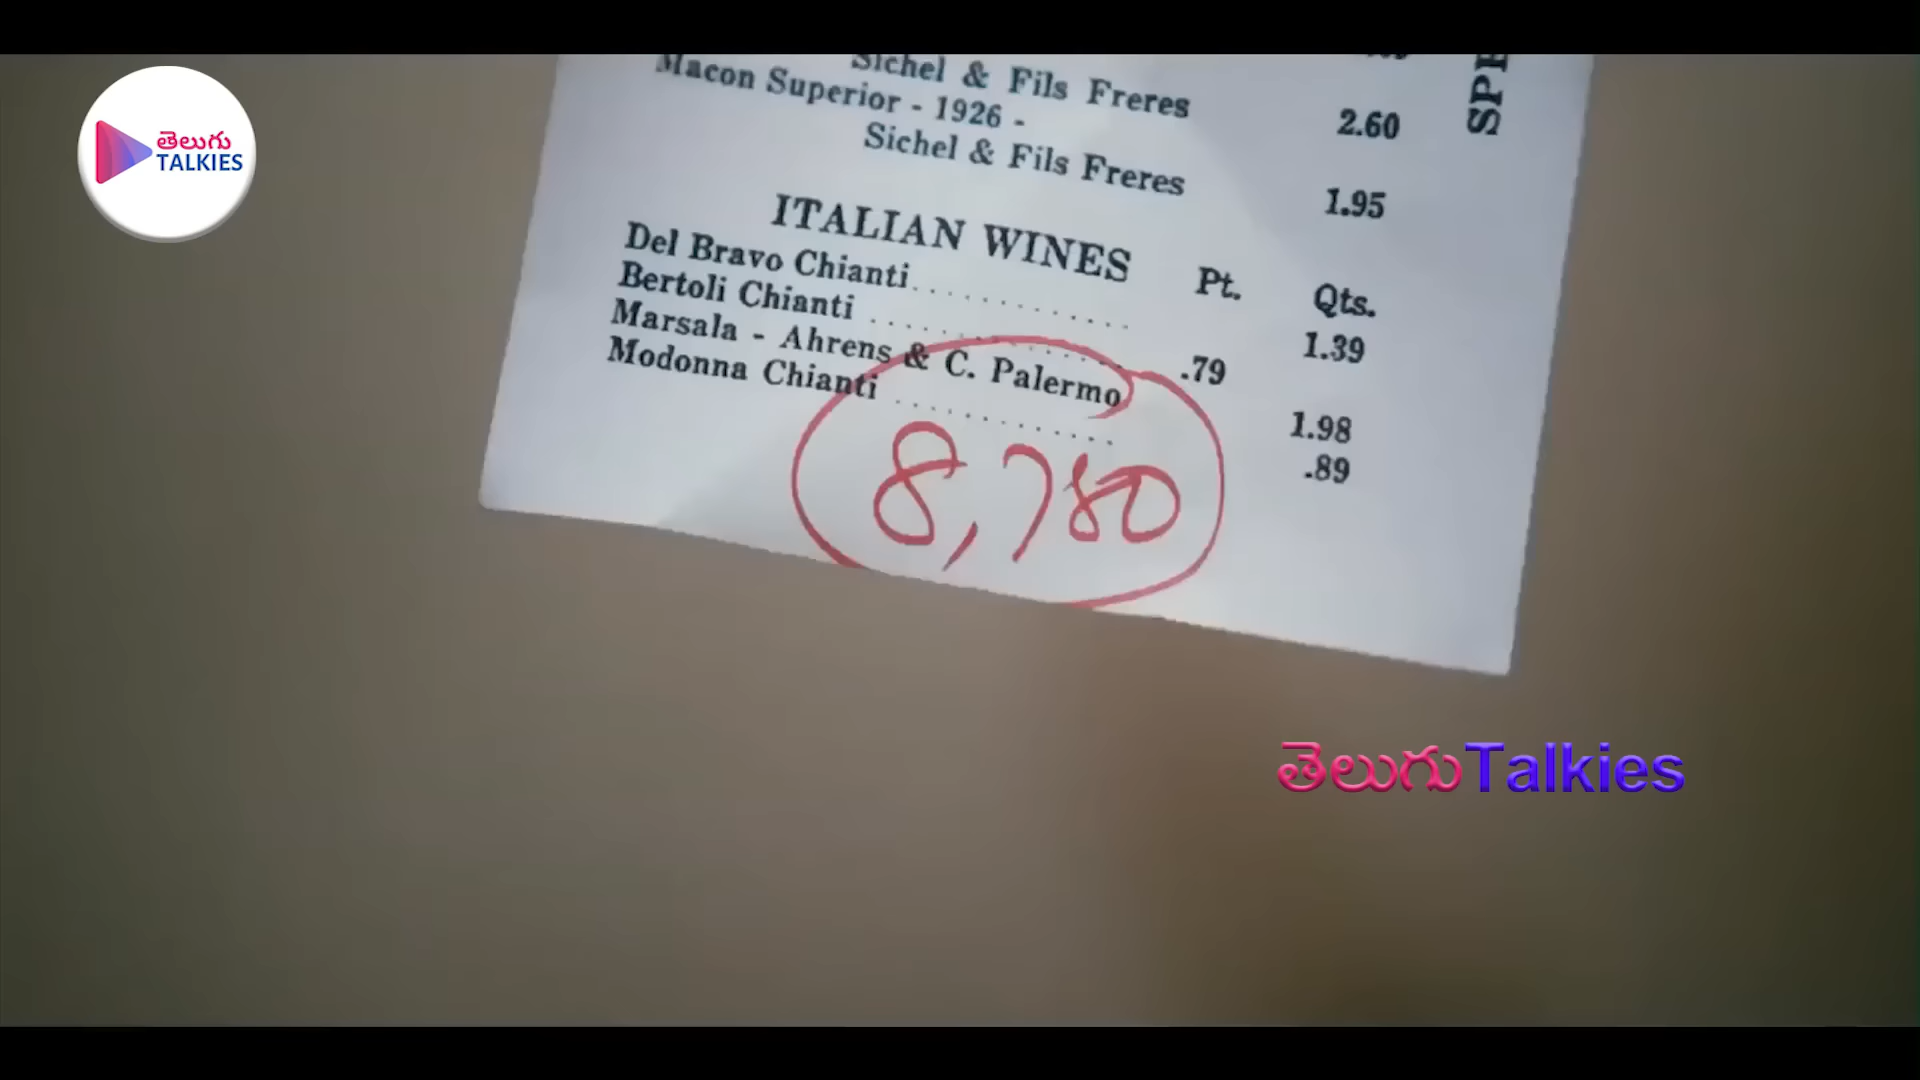 తెలుగు
TALKIES
Sichel & Fils Freres 2.60
Macon Superior - 1926 -
Sichel & Fils Freres 1.95
ITALIAN WINES Pt. Qts.
Del Bravo Chianti............. 1.39
Bertoli Chianti ............... .79
Marsala - Ahrens & C. Palermo 1.98
Modonna Chianti ............. .89
8,780
తెలుగుTalkies